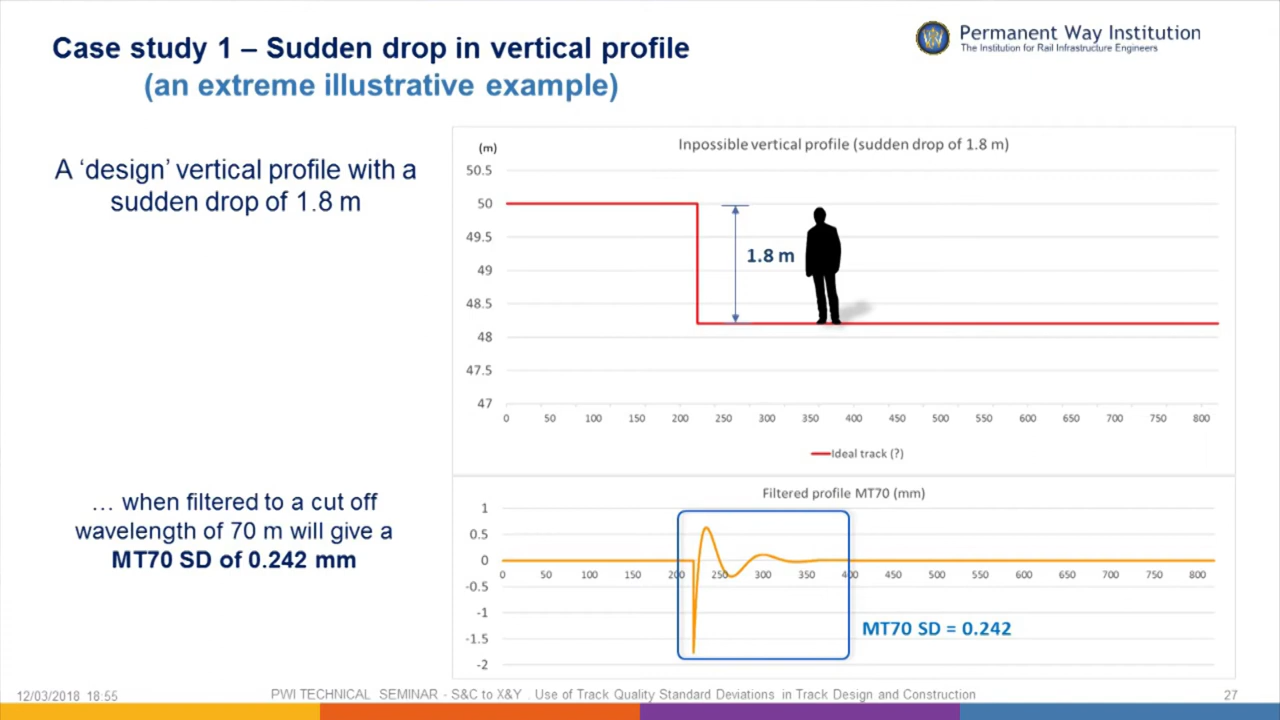 Case study 1 – Sudden drop in vertical profile
(an extreme illustrative example)
Permanent Way Institution
The Institution for Rail Infrastructure Engineers
A ‘design’ vertical profile with a
sudden drop of 1.8 m
Inpossible vertical profile (sudden drop of 1.8 m)
(m)
50.5
50
49.5
49
48.5
48
47.5
47
1.8 m
0 50 100 150 200 250 300 350 400 450 500 550 600 650 700 750 800
Ideal track (?)
… when filtered to a cut off
wavelength of 70 m will give a
MT70 SD of 0.242 mm
Filtered profile MT70 (mm)
1
0.5
0
-0.5
-1
-1.5
-2
0 50 100 150 200 250 300 350 400 450 500 550 600 650 700 750 800
MT70 SD = 0.242
12/03/2018 18:55
PWI TECHNICAL SEMINAR - S&C to X&Y . Use of Track Quality Standard Deviations in Track Design and Construction
27